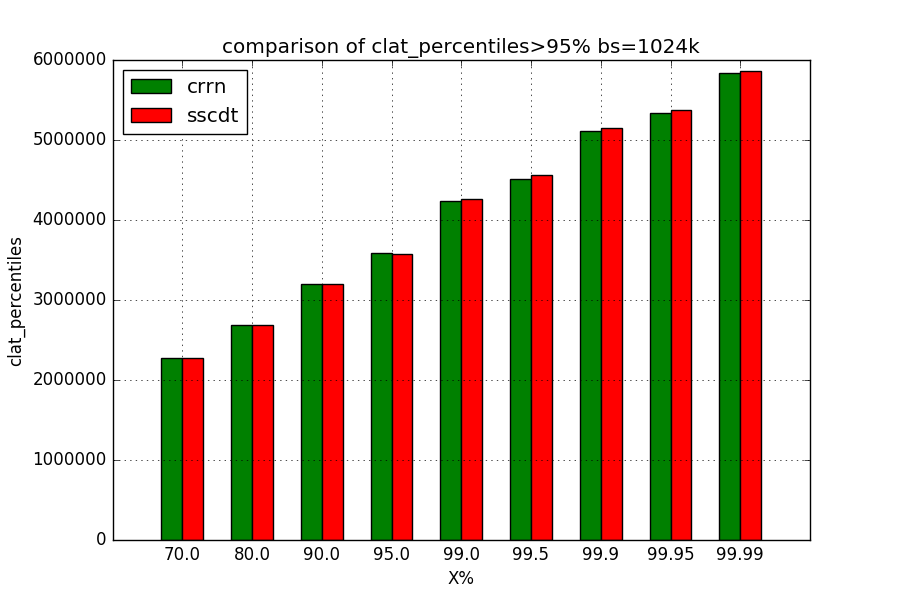 comparison of clat_percentiles>95% bs=1024k
crrn
sscdt
clat_percentiles
6000000
5000000
4000000
3000000
2000000
1000000
0
70.0 80.0 90.0 95.0 99.0 99.5 99.9 99.95 99.99
X%